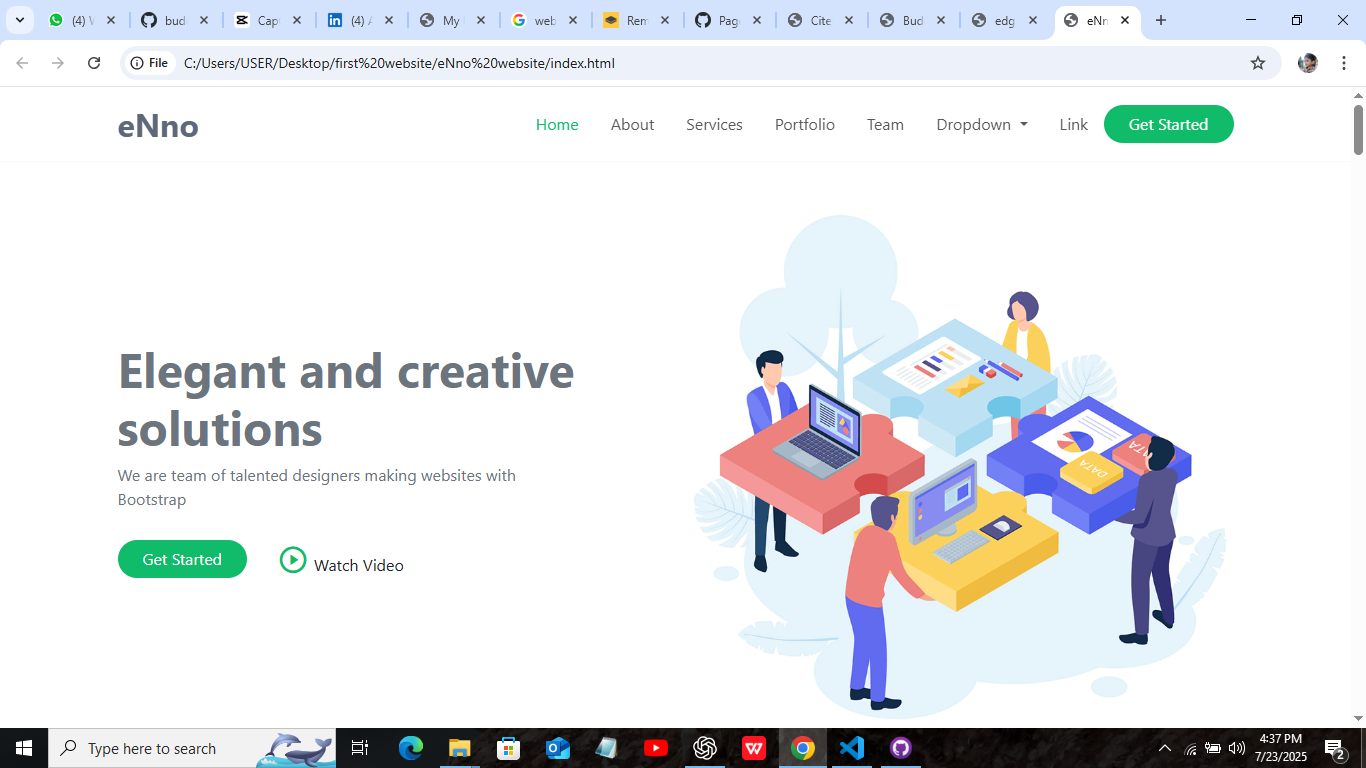 (4) W
bud
Cap
(4) A
My
web
Rem
Pag
Cite
Bud
edg
eNn
File
C:/Users/USER/Desktop/first%20website/eNno%20website/index.html
eNno
Home
About
Services
Portfolio
Team
Dropdown
Link
Get Started
Elegant and creative
solutions
We are team of talented designers making websites with
Bootstrap
Get Started
Watch Video
DATA
DATA
Type here to search
4:37 PM
7/23/2025
2